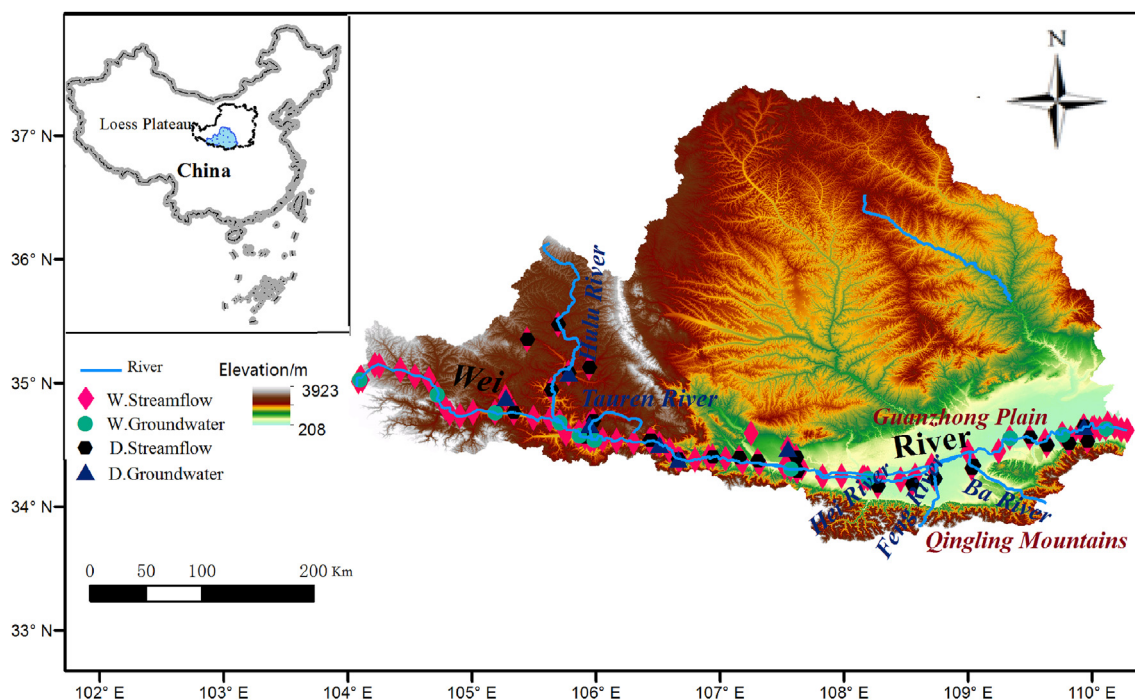 N
Loess Plateau
China
37° N
36° N
35° N
34° N
33° N
River
Elevation/m
3923
208
W.Streamflow
W.Groundwater
D.Streamflow
D.Groundwater
0 50 100 200 Km
Hulu River
Wei
Tauren River
Guanzhong Plain
River
Hei River
Feng River
Ba River
Qingling Mountains
102° E 103° E 104° E 105° E 106° E 107° E 108° E 109° E 110° E